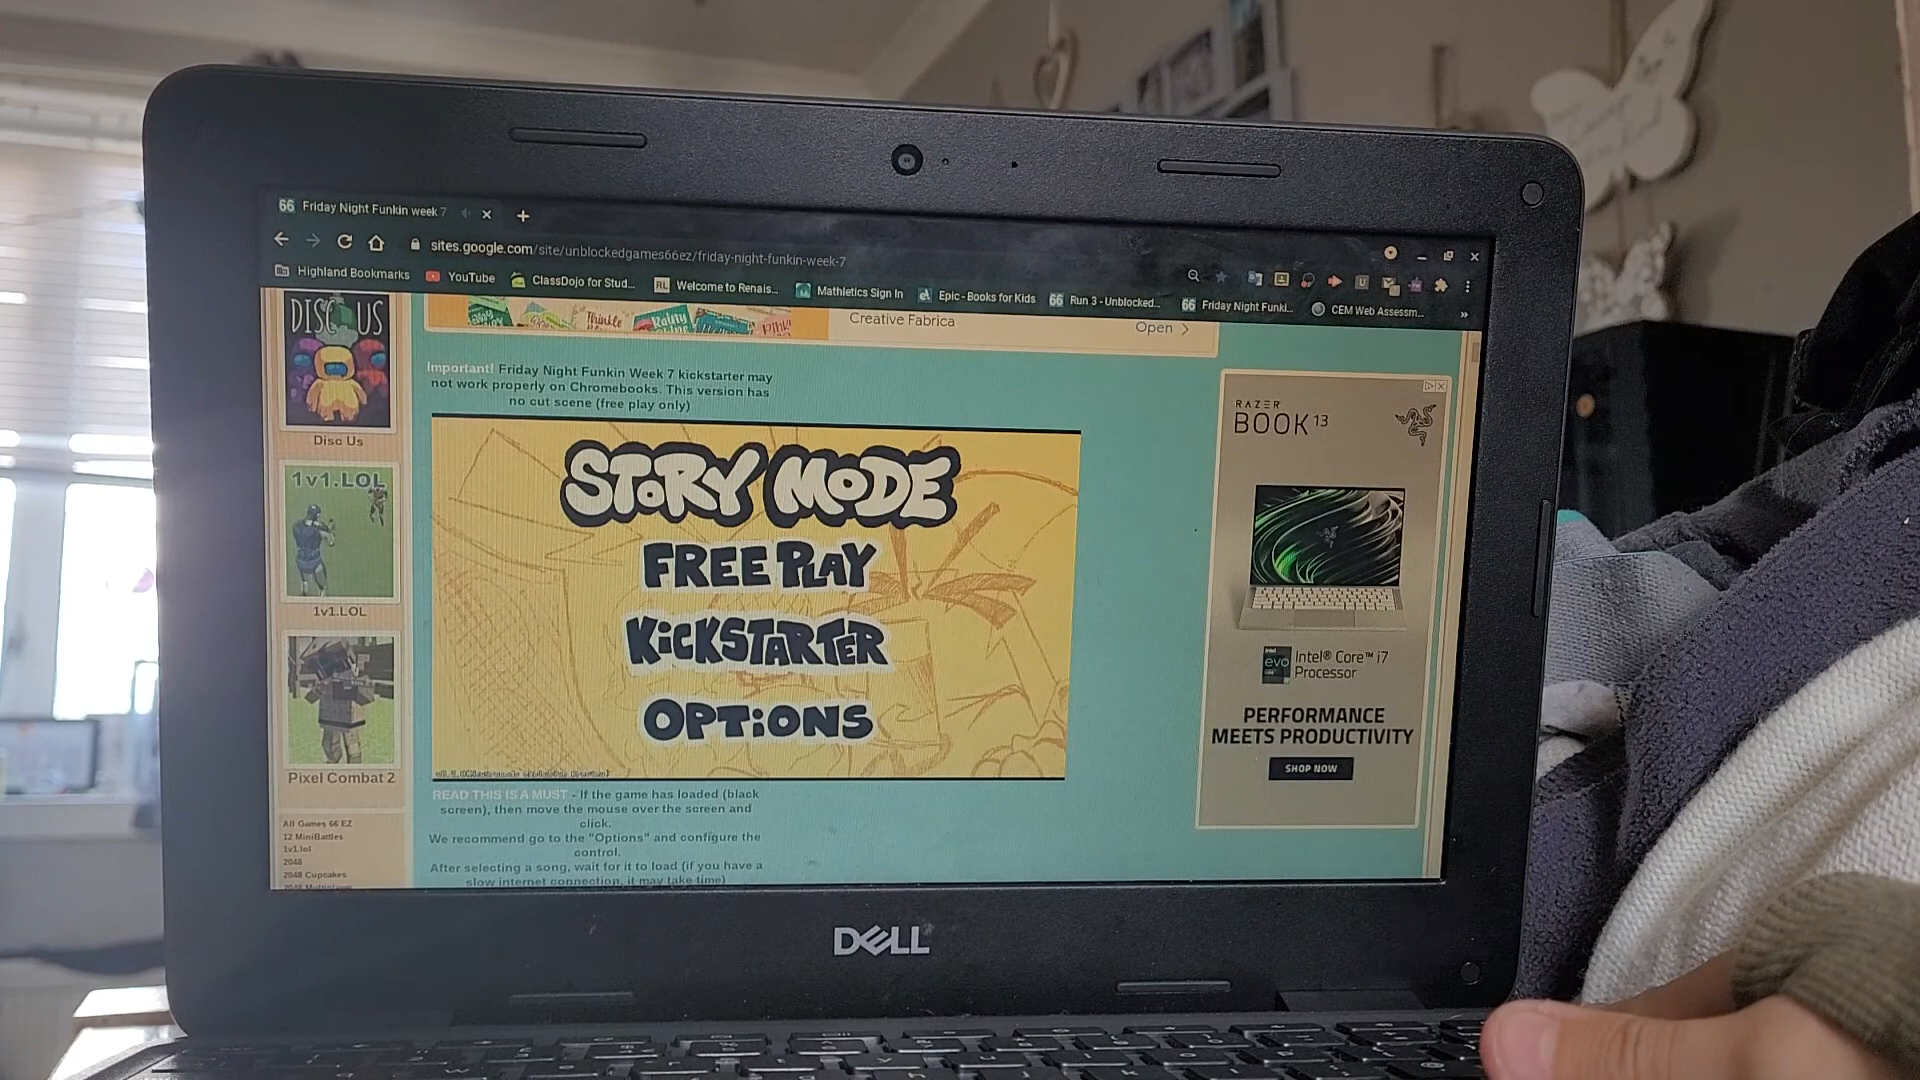 66 Friday Night Funkin week 7
sites.google.com/site/unblockedgames66ez/friday-night-funkin-week-7
Highland Bookmarks YouTube ClassDojo for Stud... RL Welcome to Renais... Mathletics Sign In Epic - Books for Kids 66 Run 3 - Unblocked... 66 Friday Night Funki... CEM Web Assessm... »
DISC US
Disc Us
1v1.LOL
1v1.LOL
Pixel Combat 2
All Games 66 EZ
12 MiniBattles
1v1.lol
2048
2048 Cupcakes
Creative Fabrica
Open
Important! Friday Night Funkin Week 7 kickstarter may
not work properly on Chromebooks. This version has
no cut scene (free play only)
STORY MODE
FREE PLAY
KICKSTARTER
OPTIONS
READ THIS IS A MUST - If the game has loaded (black
screen), then move the mouse over the screen and
click.
We recommend go to the "Options" and configure the
control.
After selecting a song, wait for it to load (if you have a
slow internet connection, it may take time)
RAZER
BOOK 13
intel evo
Intel® Core™ i7
Processor
PERFORMANCE
MEETS PRODUCTIVITY
SHOP NOW
DELL